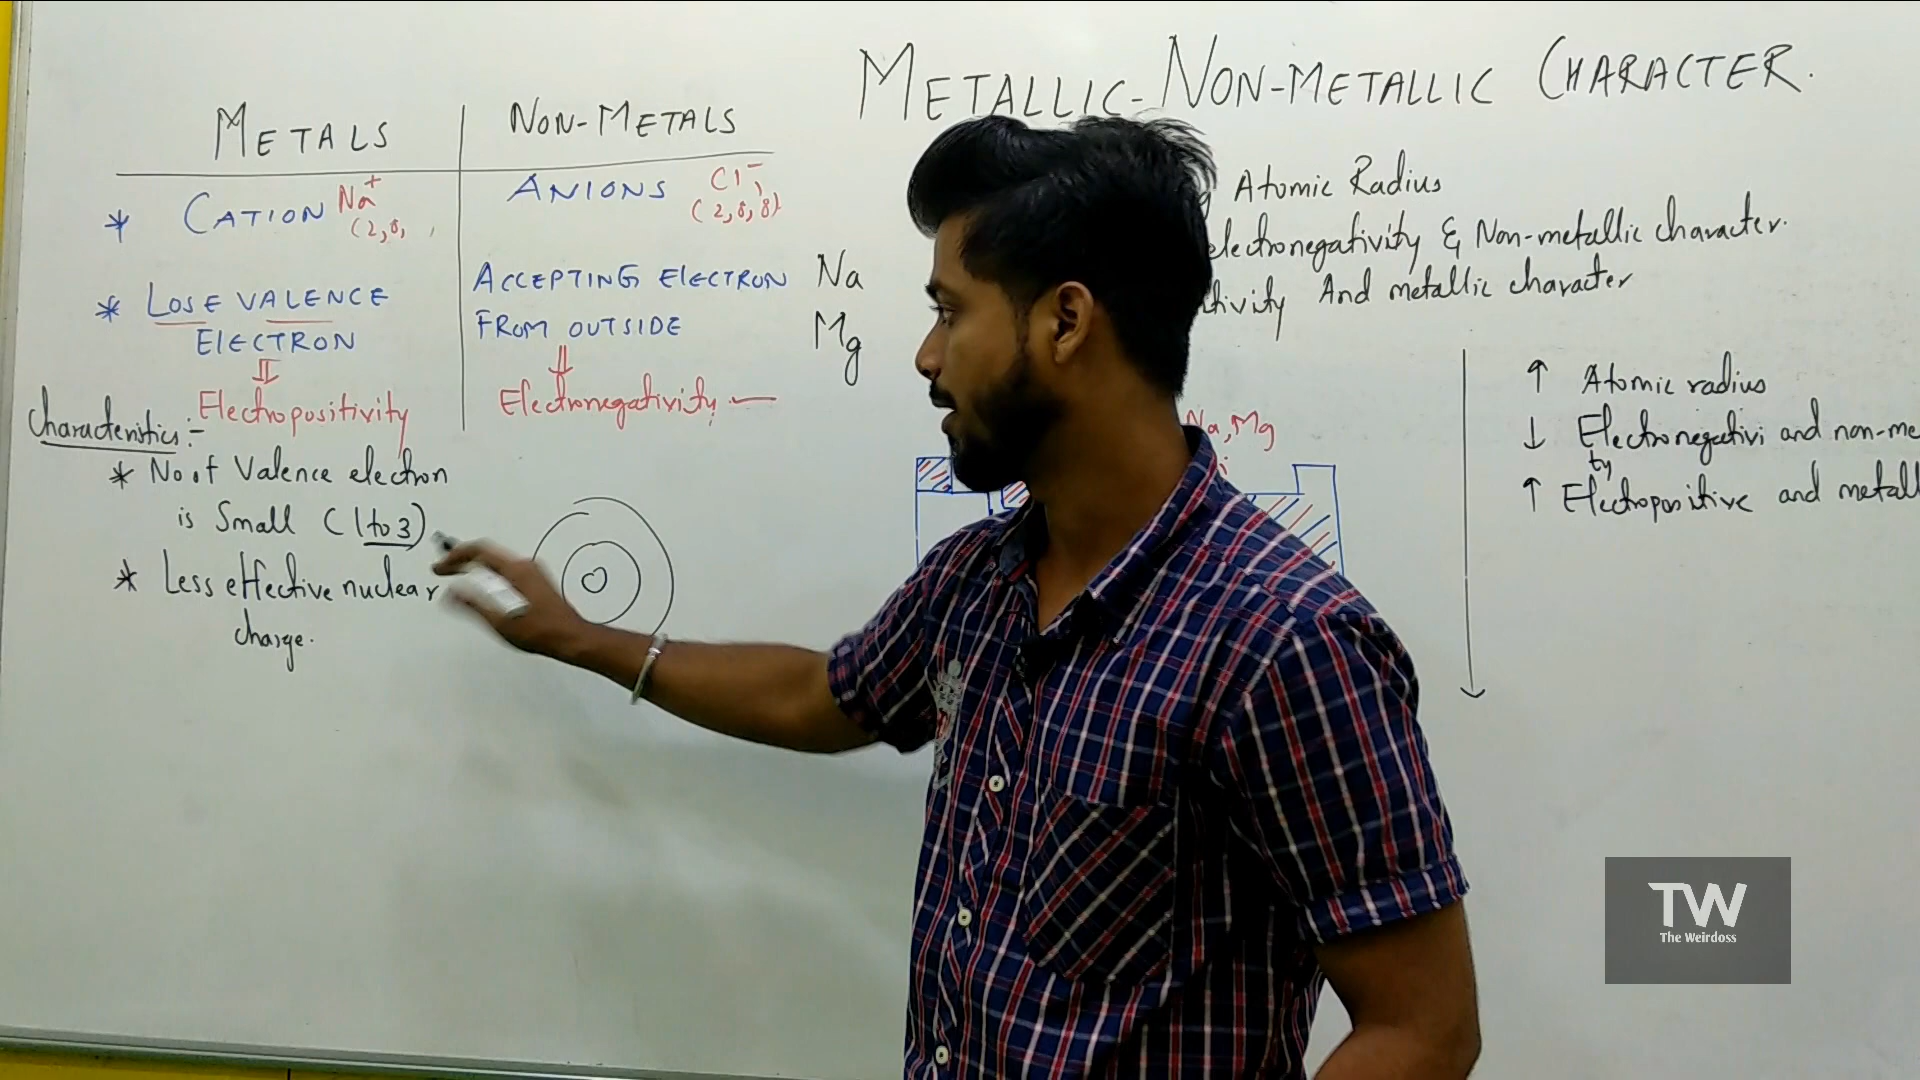 METALLIC-NON-METALLIC CHARACTER.
METALS
NON-METALS
* CATION Na+
(2,8,
ANIONS Cl-,
(2,8,8)
* LOSE VALENCE
ELECTRON
ElEctropositivity
ACCEPTING ElECTRON
FROM OUTSIDE
Electronegativity
Na
Mg
Characteristics:-
* No. of Valence electron
is Small (1 to 3)
* Less effective nuclear
charge.
Atomic Radius
electronegativity & Non-metallic character.
tivity And metallic character
Na, Mg
↑ Atomic radius
↓ Electronegativi and non-me
ty
↑ Electropositive and metall
TW
The Weirdoss